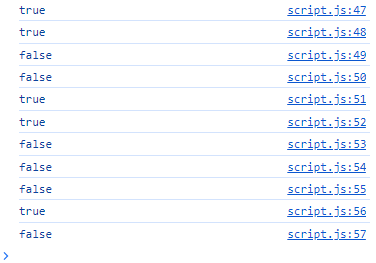 true script.js:47
true script.js:48
false script.js:49
false script.js:50
true script.js:51
true script.js:52
false script.js:53
false script.js:54
false script.js:55
true script.js:56
false script.js:57
>